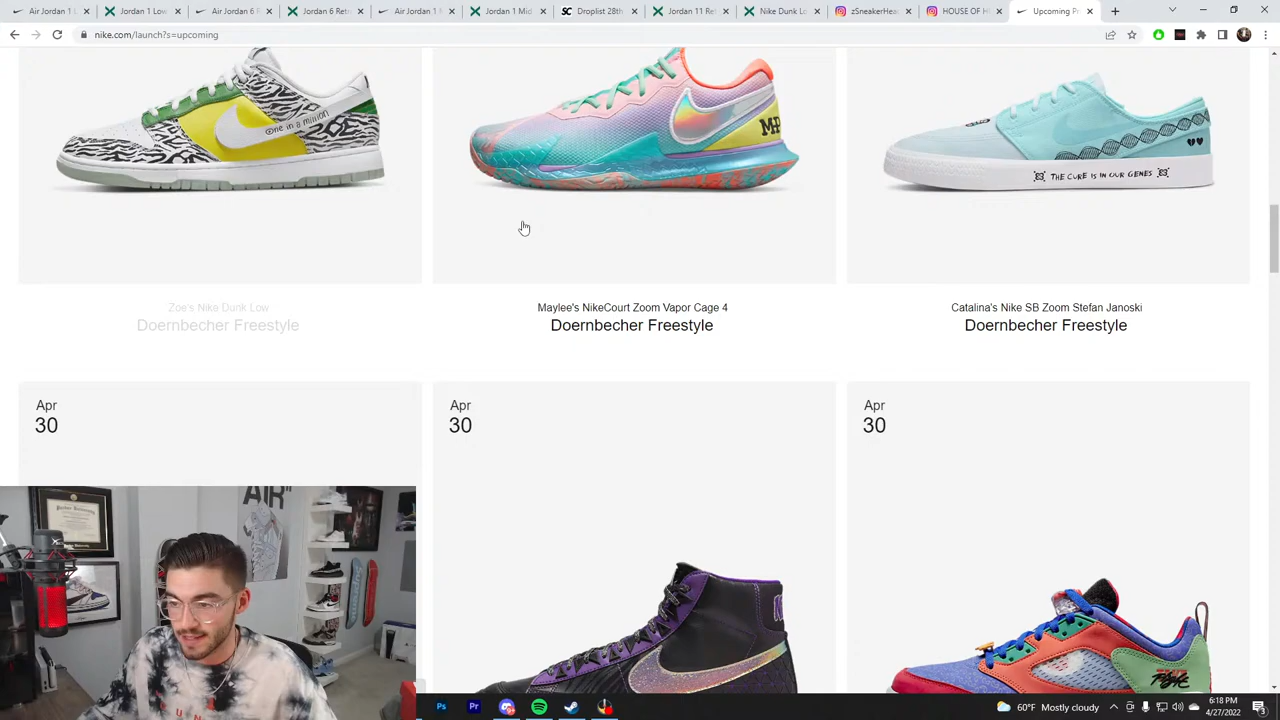 Air Jordan 1 L
Jordan 1 Low
Air Jordan 6 R
Jordan 6 Retr
Air Jordan 1 M
Jordan 1 Mid
Droplist 28th
Jordan 11 Re
Nike Dunk Lo
zSneakerHea
HOUSE OF H
Upcoming Pr
nike.com/launch?s=upcoming
one in a million
MP
THE CURE IS IN OUR GENES
Zoe's Nike Dunk Low
Doernbecher Freestyle
Maylee's NikeCourt Zoom Vapor Cage 4
Doernbecher Freestyle
Catalina's Nike SB Zoom Stefan Janoski
Doernbecher Freestyle
Apr
30
Apr
30
Apr
30
AIR
Ps
Pr
60°F Mostly cloudy
6:18 PM
4/27/2022